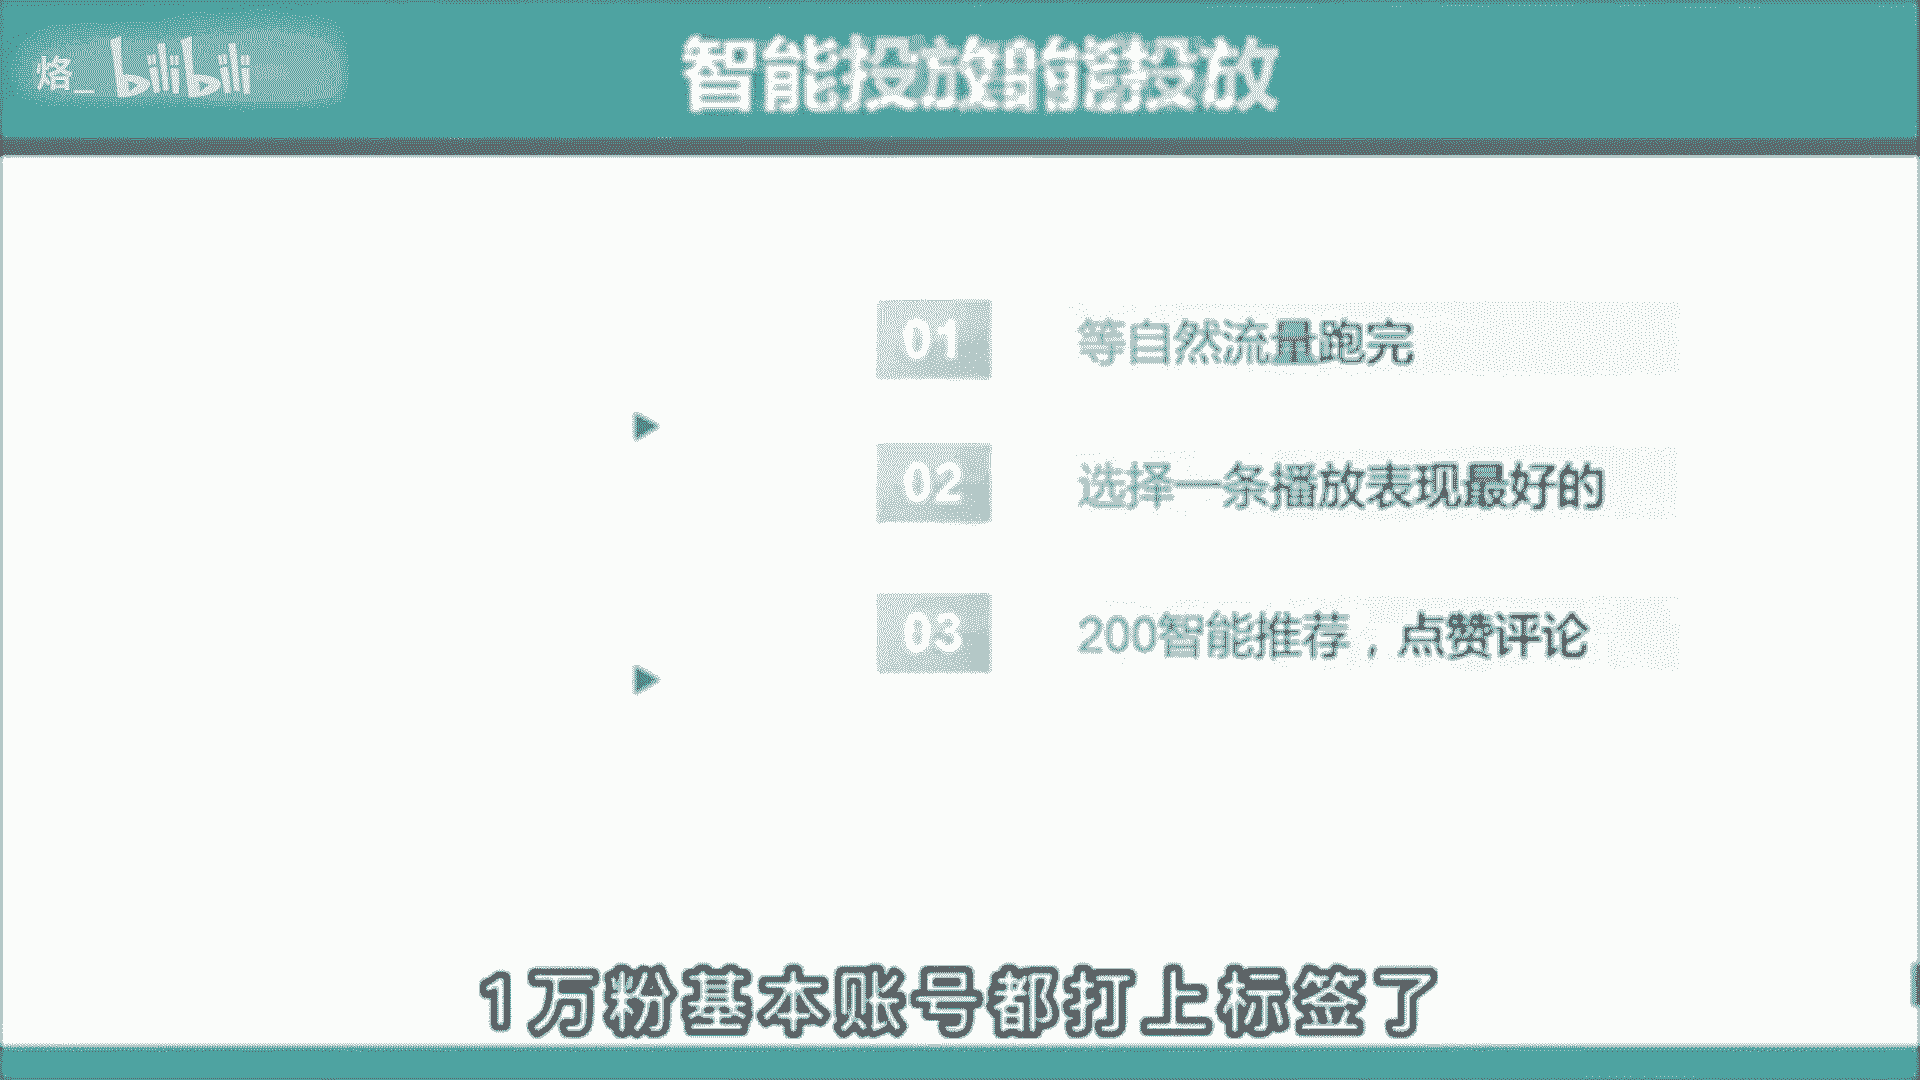 烙_ bilibili
智能投放智能投放
01 等自然流量跑完
02 选择一条播放表现最好的
03 200智能推荐，点赞评论
1万粉基本账号都打上标签了